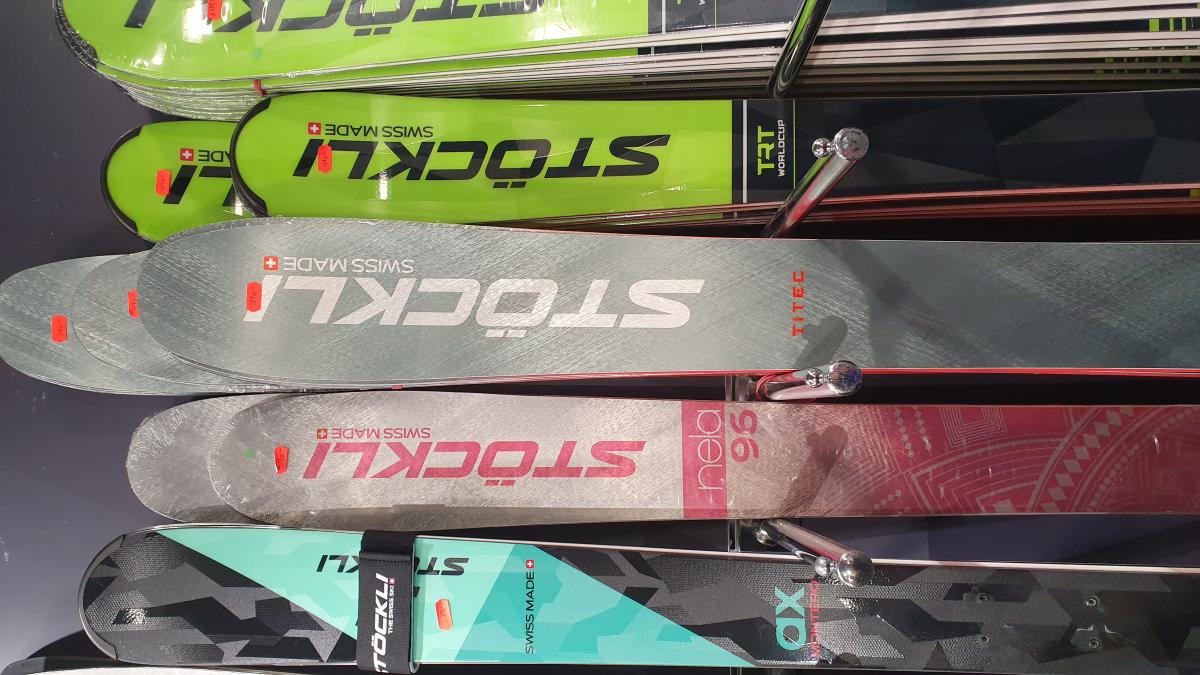 STÖCKLI
STÖCKLI
SWISS MADE
TRT
WORLDCUP
SWISS MADE
STÖCKLI
TITEC
SWISS MADE
STÖCKLI
nela
96
STÖCKLI
SWISS MADE
AX
STÖCKLI
THE SWISS SKI